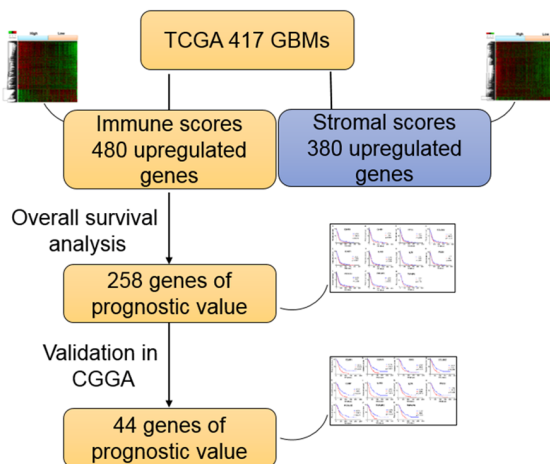 TCGA 417 GBMs
Immune scores
480 upregulated
genes
Stromal scores
380 upregulated
genes
Overall survival
analysis
258 genes of
prognostic value
Validation in
CGGA
44 genes of
prognostic value